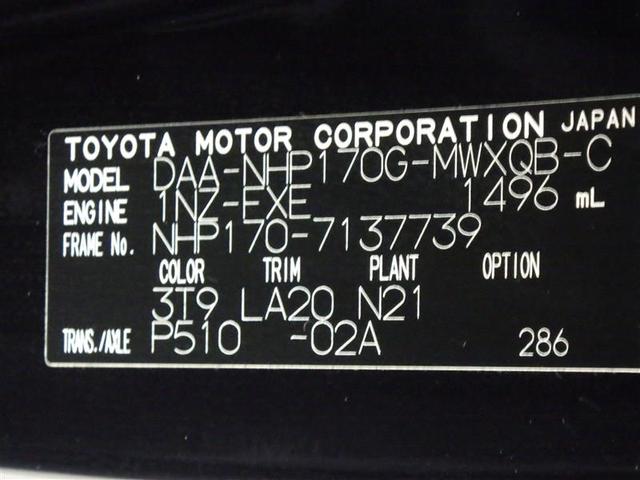 TOYOTA MOTOR CORPORATION JAPAN
MODEL DAA-NHP170G-MWXQB-C
ENGINE 1NZ-FXE 1496 mL
FRAME No. NHP170-7137739
COLOR TRIM PLANT OPTION
3T9 LA20 N21
TRANS./AXLE P510 -02A 286